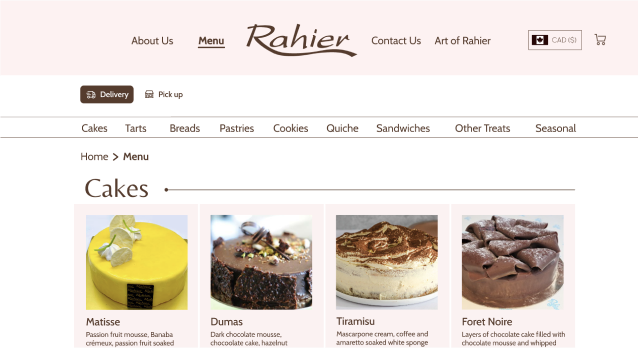 About Us Menu Rahier Contact Us Art of Rahier CAD ($)
Delivery Pick up
Cakes Tarts Breads Pastries Cookies Quiche Sandwiches Other Treats Seasonal
Home > Menu
Cakes
Matisse Dumas Tiramisu Foret Noire
Passion fruit mousse, Banaba
crémeux, passion fruit soaked
Dark chocolate mousse,
chocoolate cake, hazelnut
Mascarpone cream, coffee and
amaretto soaked white sponge
Layers of chocolate cake filled with
chocolate mousse and whipped